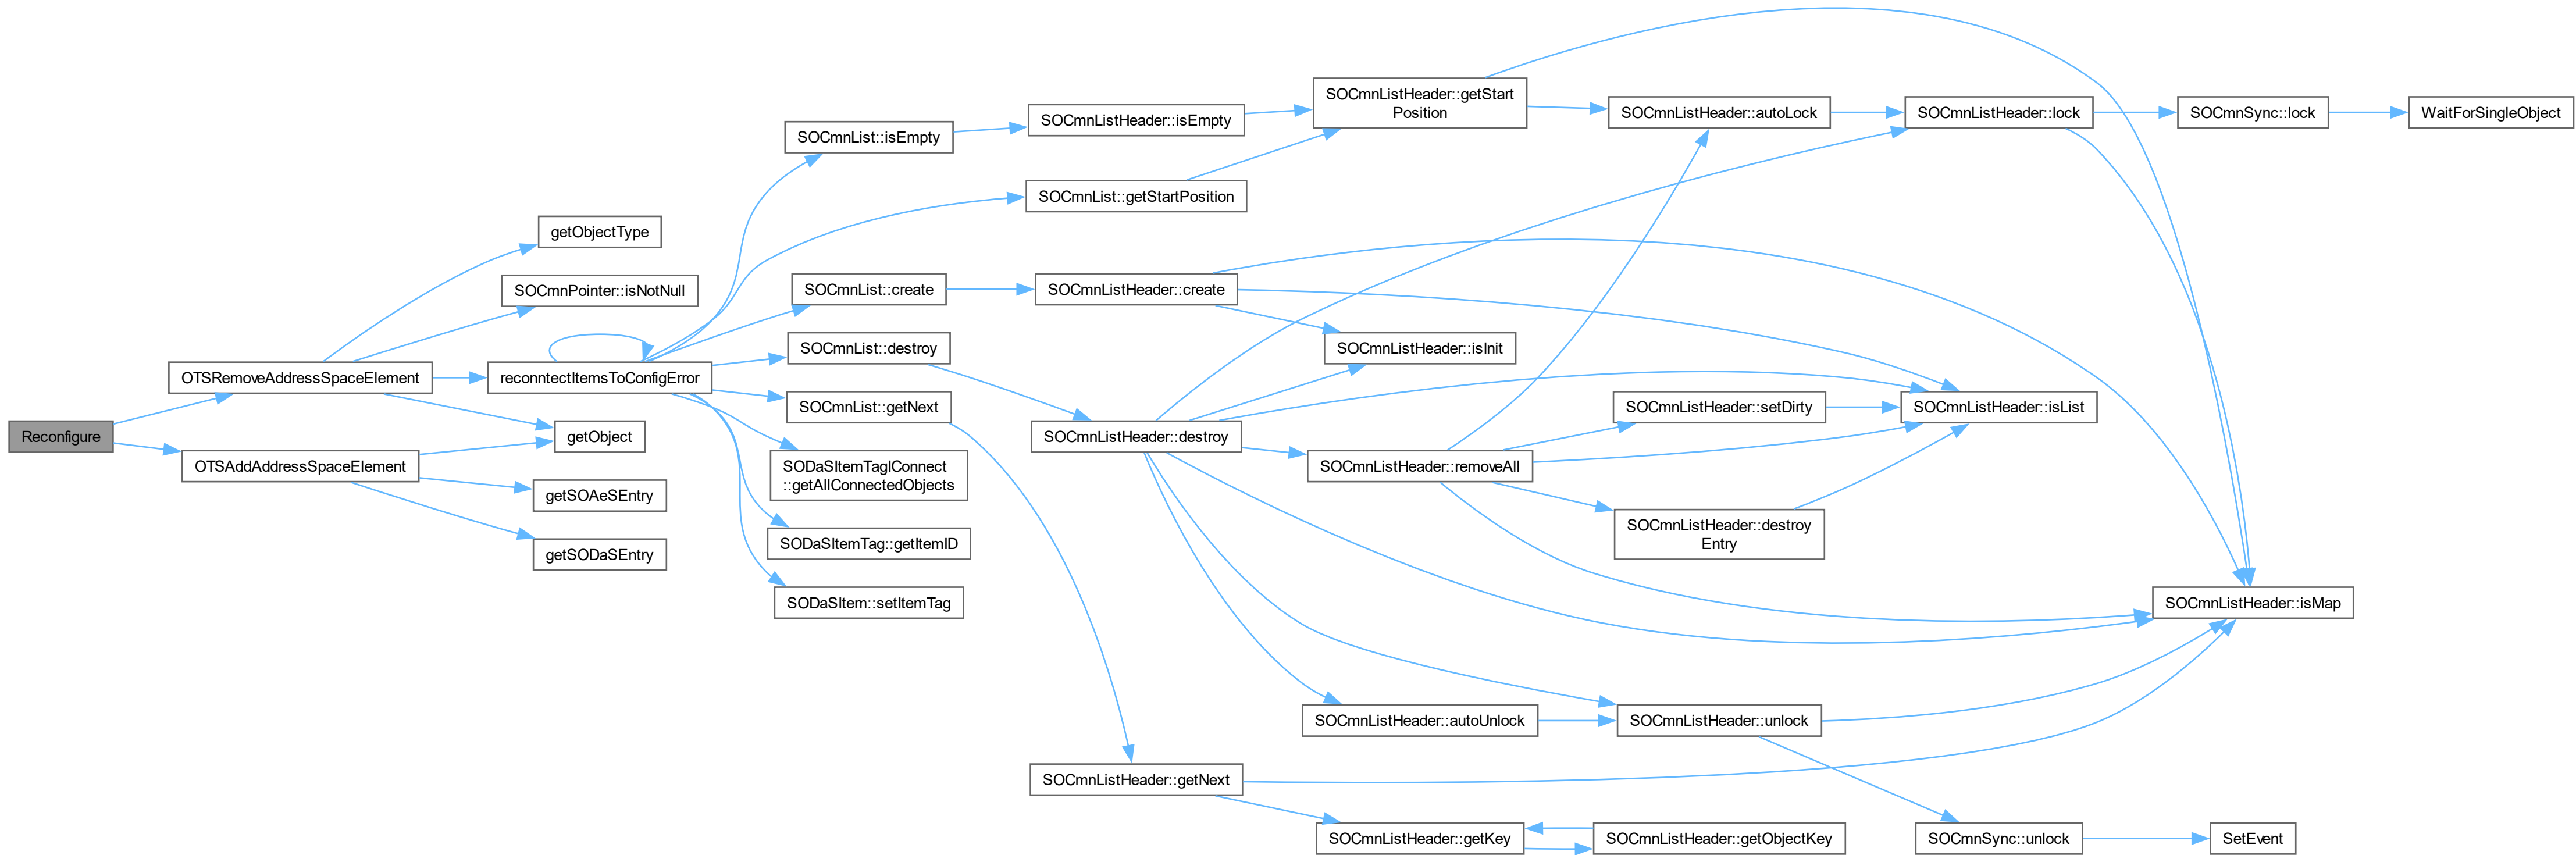 Reconfigure
OTSRemoveAddressSpaceElement
OTSAddAddressSpaceElement
getObjectType
SOCmnPointer::isNotNull
reconntectItemsToConfigError
getObject
getSOAeSEntry
getSODaSEntry
SOCmnList::isEmpty
SOCmnList::create
SOCmnList::destroy
SOCmnList::getNext
SODaSItemTagIConnect
::getAllConnectedObjects
SODaSItemTag::getItemID
SODaSItem::setItemTag
SOCmnListHeader::isEmpty
SOCmnList::getStartPosition
SOCmnListHeader::create
SOCmnListHeader::destroy
SOCmnListHeader::getNext
SOCmnListHeader::getStart
Position
SOCmnListHeader::isInit
SOCmnListHeader::removeAll
SOCmnListHeader::autoUnlock
SOCmnListHeader::getKey
SOCmnListHeader::autoLock
SOCmnListHeader::setDirty
SOCmnListHeader::destroy
Entry
SOCmnListHeader::unlock
SOCmnListHeader::getObjectKey
SOCmnListHeader::lock
SOCmnListHeader::isList
SOCmnSync::unlock
SOCmnSync::lock
SOCmnListHeader::isMap
SetEvent
WaitForSingleObject